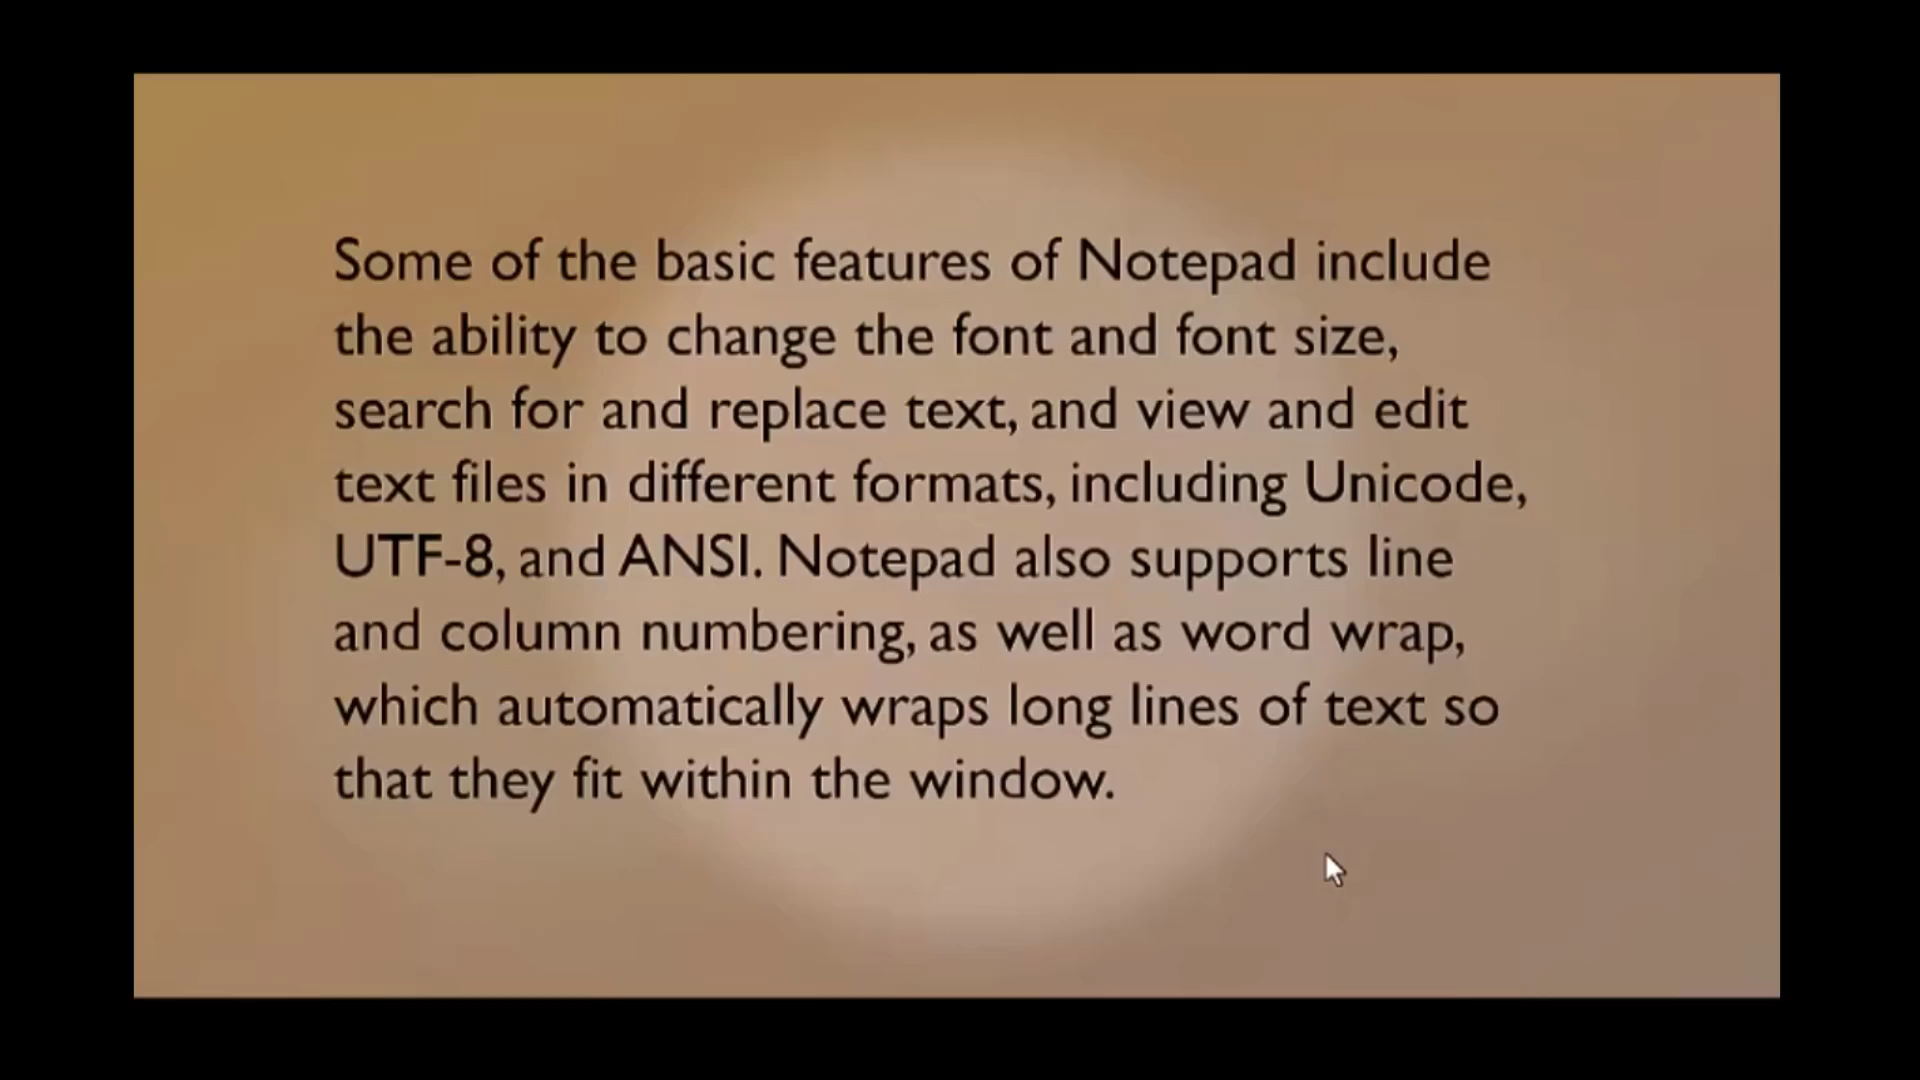 Some of the basic features of Notepad include
the ability to change the font and font size,
search for and replace text, and view and edit
text files in different formats, including Unicode,
UTF-8, and ANSI. Notepad also supports line
and column numbering, as well as word wrap,
which automatically wraps long lines of text so
that they fit within the window.